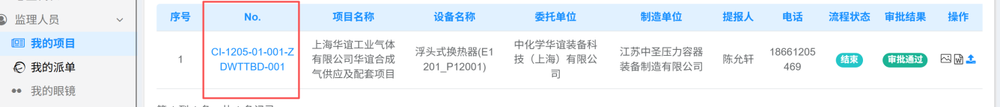 监理人员
我的项目
我的派单
我的眼镜
序号 No. 项目名称 设备名称 委托单位 制造单位 提报人 电话 流程状态 审批结果 操作
1
CI-1205-01-001-Z
DWTTBD-001
上海华谊工业气体
有限公司华谊合成
气供应及配套项目
浮头式换热器(E1
201_P12001)
中化学华谊装备科
技（上海）有限公
司
江苏中圣压力容器
装备制造有限公司
陈允轩
18661205
469
结束
审批通过